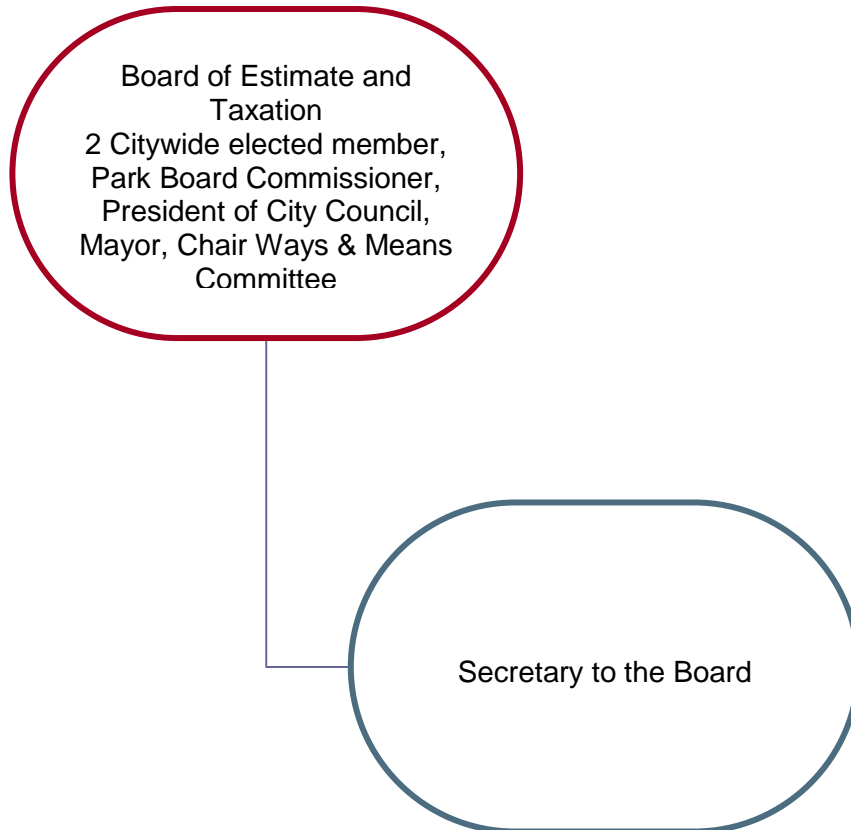 Board of Estimate and
Taxation
2 Citywide elected member,
Park Board Commissioner,
President of City Council,
Mayor, Chair Ways & Means
Committee
Secretary to the Board